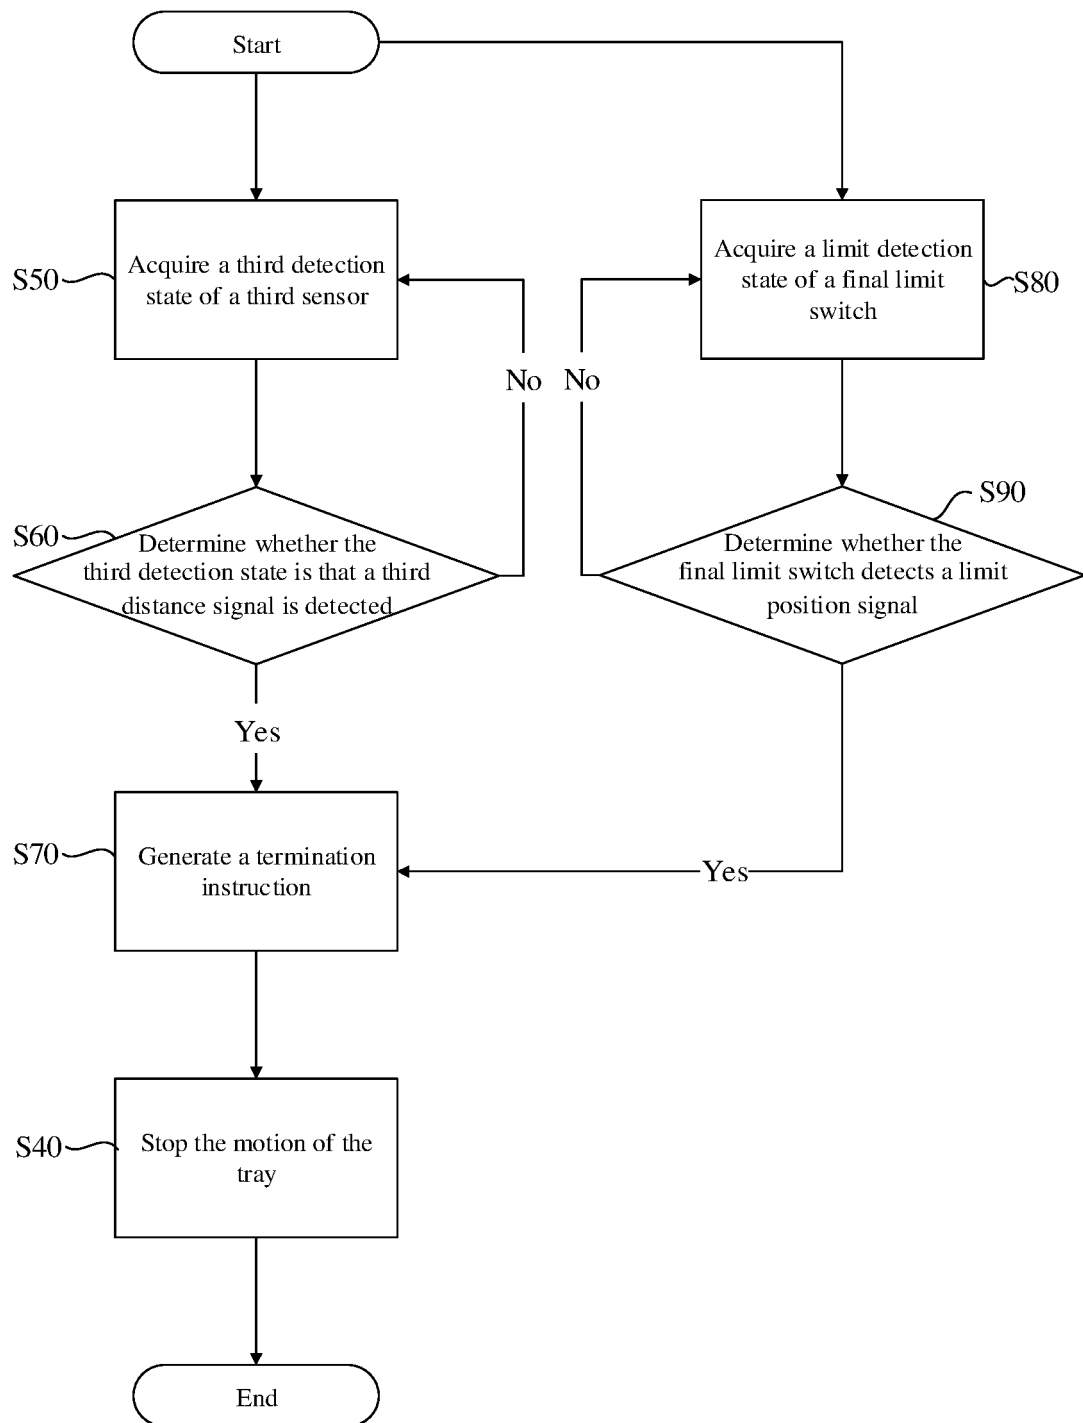 Start
Acquire a third detection
state of a third sensor
S50
Acquire a limit detection
state of a final limit
switch
S80
No
No
S60
Determine whether the
third detection state is that a third
distance signal is detected
S90
Determine whether the
final limit switch detects a limit
position signal
Yes
S70
Generate a termination
instruction
Yes
S40
Stop the motion of the
tray
End